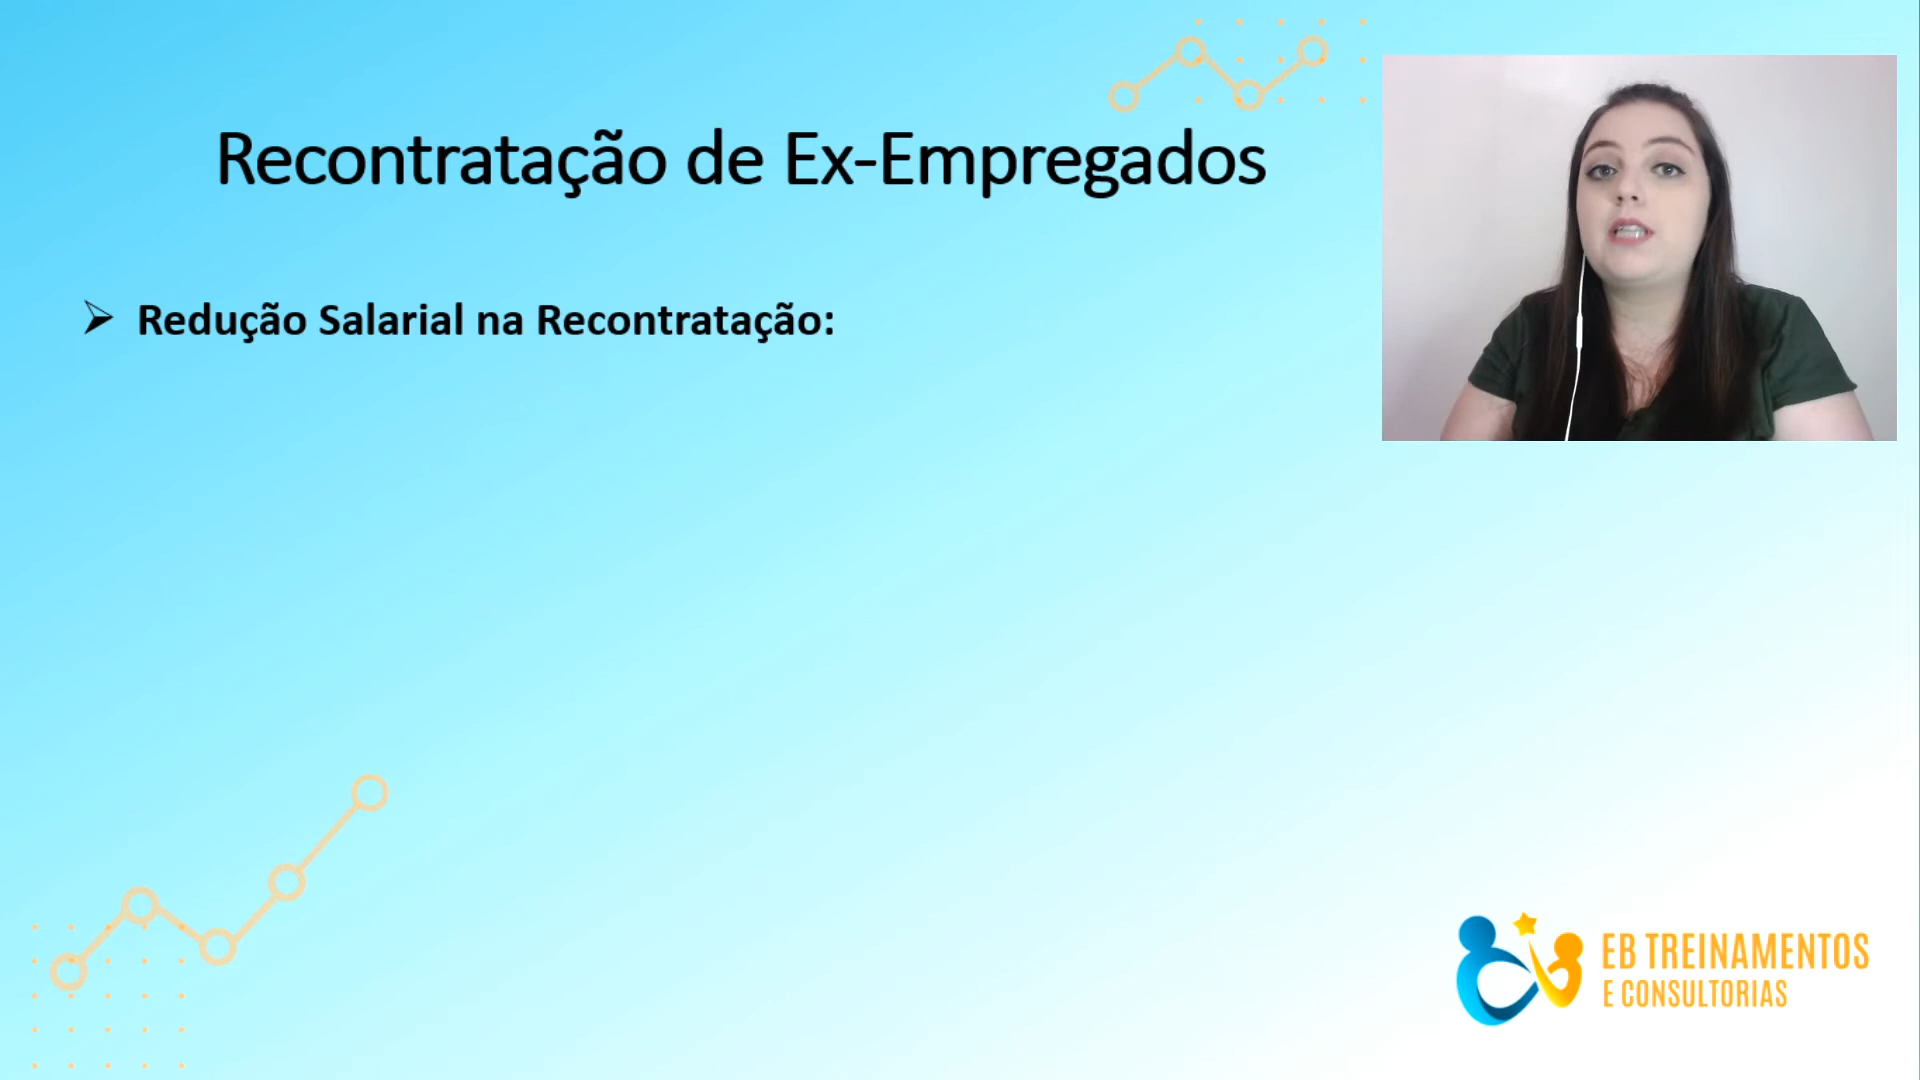 Recontratação de Ex-Empregados
Redução Salarial na Recontratação:
EB TREINAMENTOS
E CONSULTORIAS